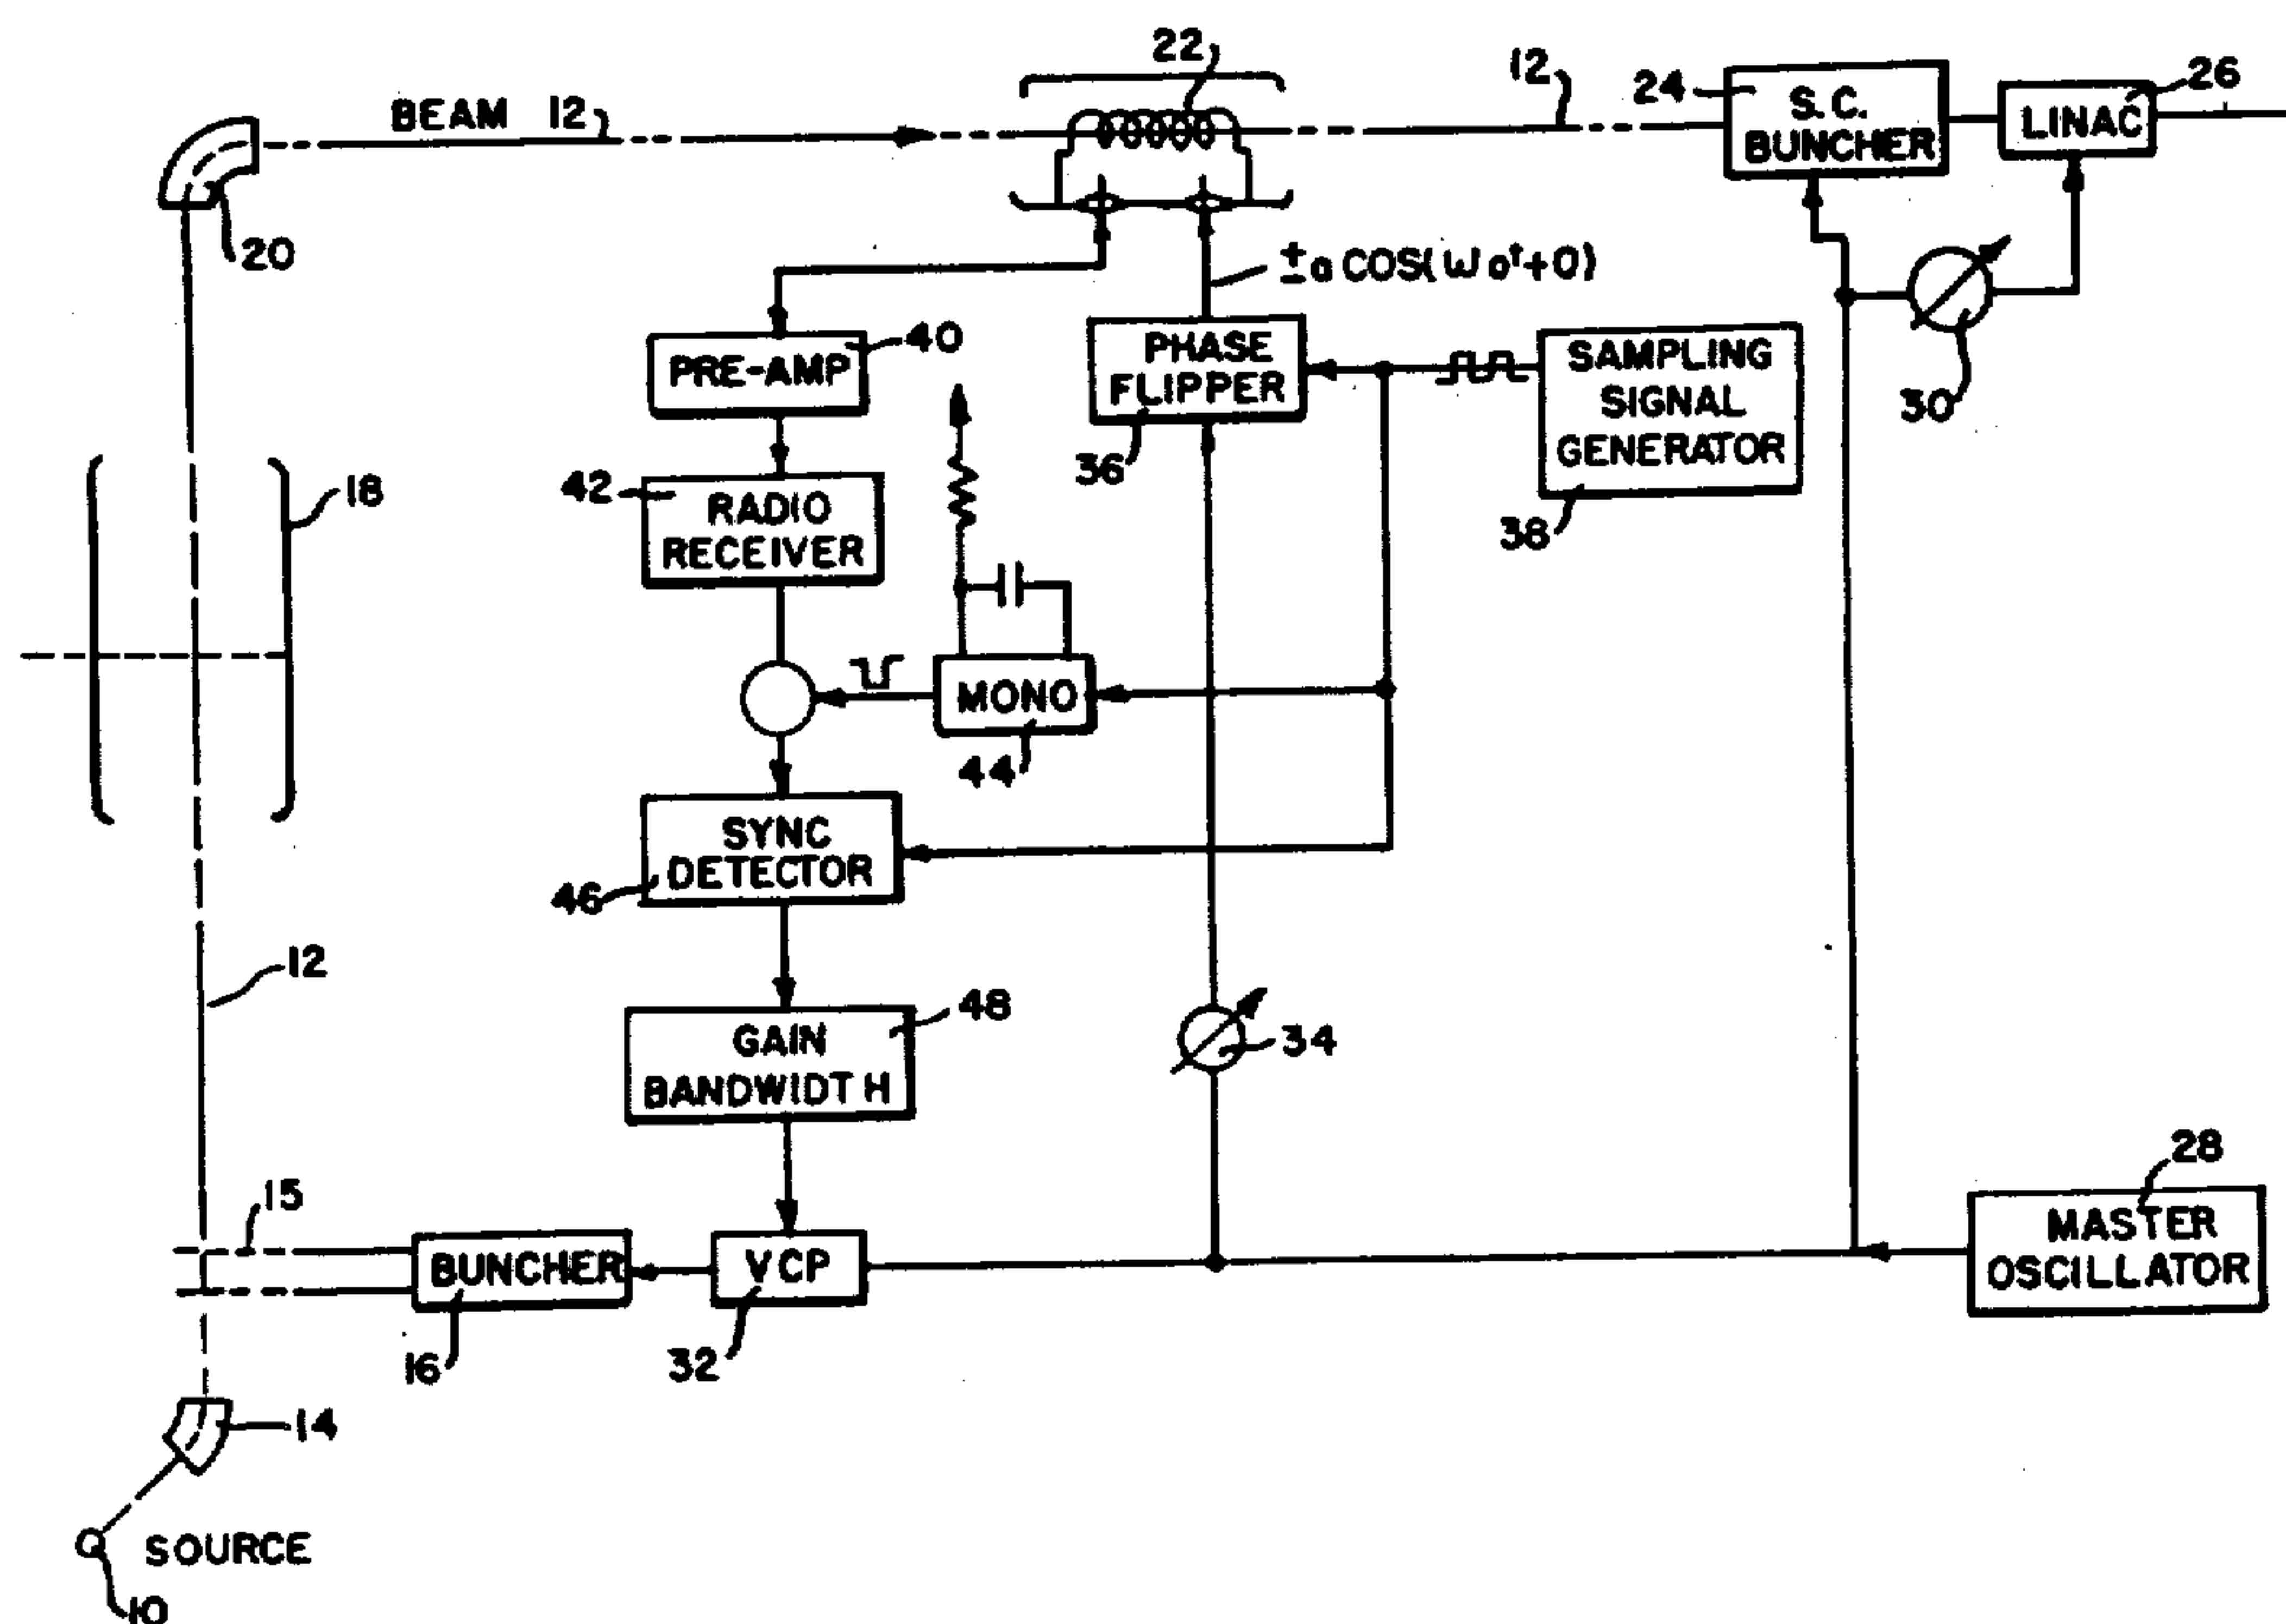 22
BEAM 12
12
24
S.C.
BUNCHER
26
LINAC
20
±a COS(ωot+0)
PRE-AMP
40
PHASE
FLIPPER
36
SAMPLING
SIGNAL
GENERATOR
38
30
18
42
RADIO
RECEIVER
MONO
44
SYNC
DETECTOR
46
12
GAIN
BANDWIDTH
48
34
28
MASTER
OSCILLATOR
15
BUNCHER
16
VCP
32
14
SOURCE
10